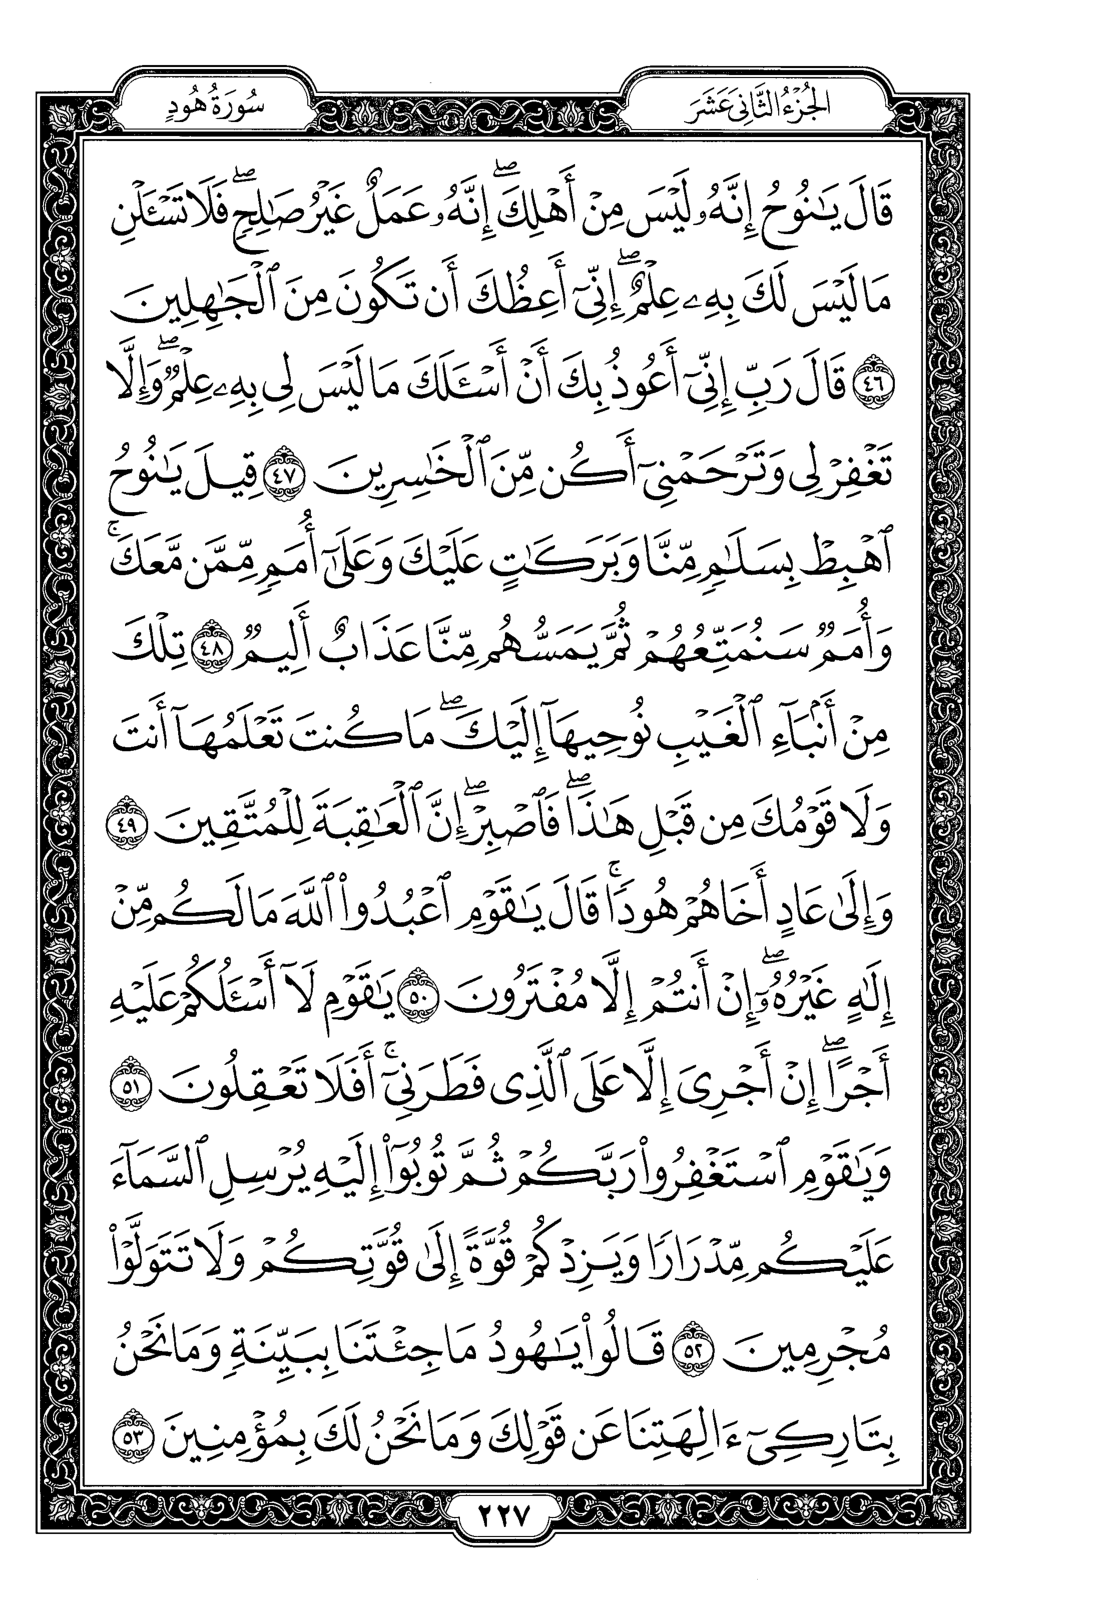 الجُزْءُ الثَّانِي عَشَرَ
سُورَةُ هُودٍ
قَالَ يَٰنُوحُ إِنَّهُۥ لَيْسَ مِنْ أَهْلِكَ ۖ إِنَّهُۥ عَمَلٌ غَيْرُ صَٰلِحٍ ۖ فَلَا تَسْـَٔلْنِ
مَا لَيْسَ لَكَ بِهِۦ عِلْمٌ ۖ إِنِّىٓ أَعِظُكَ أَن تَكُونَ مِنَ ٱلْجَٰهِلِينَ
٤٦ قَالَ رَبِّ إِنِّىٓ أَعُوذُ بِكَ أَنْ أَسْـَٔلَكَ مَا لَيْسَ لِى بِهِۦ عِلْمٌ ۖ وَإِلَّا
تَغْفِرْ لِى وَتَرْحَمْنِىٓ أَكُن مِّنَ ٱلْخَٰسِرِينَ ٤٧ قِيلَ يَٰنُوحُ
ٱهْبِطْ بِسَلَٰمٍ مِّنَّا وَبَرَكَٰتٍ عَلَيْكَ وَعَلَىٰٓ أُمَمٍ مِّمَّن مَّعَكَ ۚ
وَأُمَمٌ سَنُمَتِّعُهُمْ ثُمَّ يَمَسُّهُم مِّنَّا عَذَابٌ أَلِيمٌ ٤٨ تِلْكَ
مِنْ أَنۢبَآءِ ٱلْغَيْبِ نُوحِيهَآ إِلَيْكَ ۖ مَا كُنتَ تَعْلَمُهَآ أَنتَ
وَلَا قَوْمُكَ مِن قَبْلِ هَٰذَا ۖ فَٱصْبِرْ ۖ إِنَّ ٱلْعَٰقِبَةَ لِلْمُتَّقِينَ ٤٩
وَإِلَىٰ عَادٍ أَخَاهُمْ هُودًا ۚ قَالَ يَٰقَوْمِ ٱعْبُدُوا۟ ٱللَّهَ مَا لَكُم مِّنْ
إِلَٰهٍ غَيْرُهُۥٓ ۖ إِنْ أَنتُمْ إِلَّا مُفْتَرُونَ ٥٠ يَٰقَوْمِ لَآ أَسْـَٔلُكُمْ عَلَيْهِ
أَجْرًا ۖ إِنْ أَجْرِىَ إِلَّا عَلَى ٱلَّذِى فَطَرَنِىٓ ۚ أَفَلَا تَعْقِلُونَ ٥١
وَيَٰقَوْمِ ٱسْتَغْفِرُوا۟ رَبَّكُمْ ثُمَّ تُوبُوٓا۟ إِلَيْهِ يُرْسِلِ ٱلسَّمَآءَ
عَلَيْكُم مِّدْرَارًا وَيَزِدْكُمْ قُوَّةً إِلَىٰ قُوَّتِكُمْ وَلَا تَتَوَلَّوْا۟
مُجْرِمِينَ ٥٢ قَالُوا۟ يَٰهُودُ مَا جِئْتَنَا بِبَيِّنَةٍ وَمَا نَحْنُ
بِتَارِكِىٓ ءَالِهَتِنَا عَن قَوْلِكَ وَمَا نَحْنُ لَكَ بِمُؤْمِنِينَ ٥٣
٢٢٧